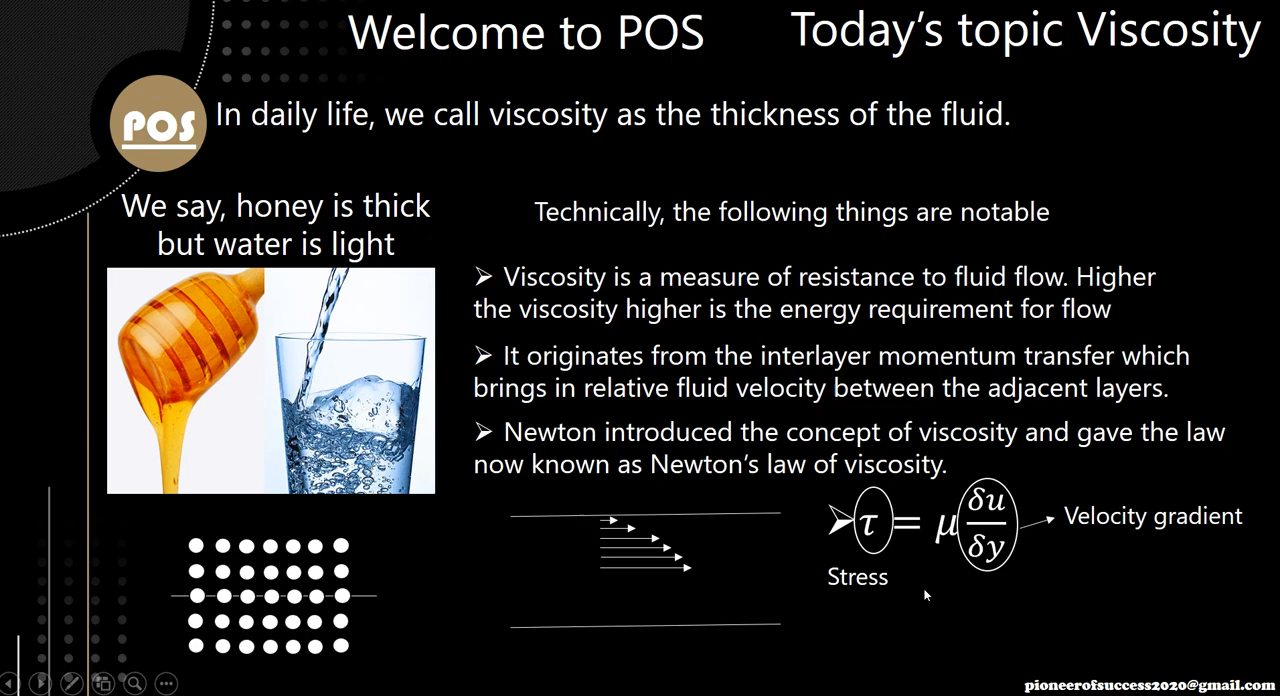 Welcome to POS
Today's topic Viscosity
POS
In daily life, we call viscosity as the thickness of the fluid.
We say, honey is thick
but water is light
Technically, the following things are notable
➢ Viscosity is a measure of resistance to fluid flow. Higher
the viscosity higher is the energy requirement for flow
➢ It originates from the interlayer momentum transfer which
brings in relative fluid velocity between the adjacent layers.
➢ Newton introduced the concept of viscosity and gave the law
now known as Newton's law of viscosity.
➢ τ = μ δu/δy
Velocity gradient
Stress
pioneerofsuccess2020@gmail.com